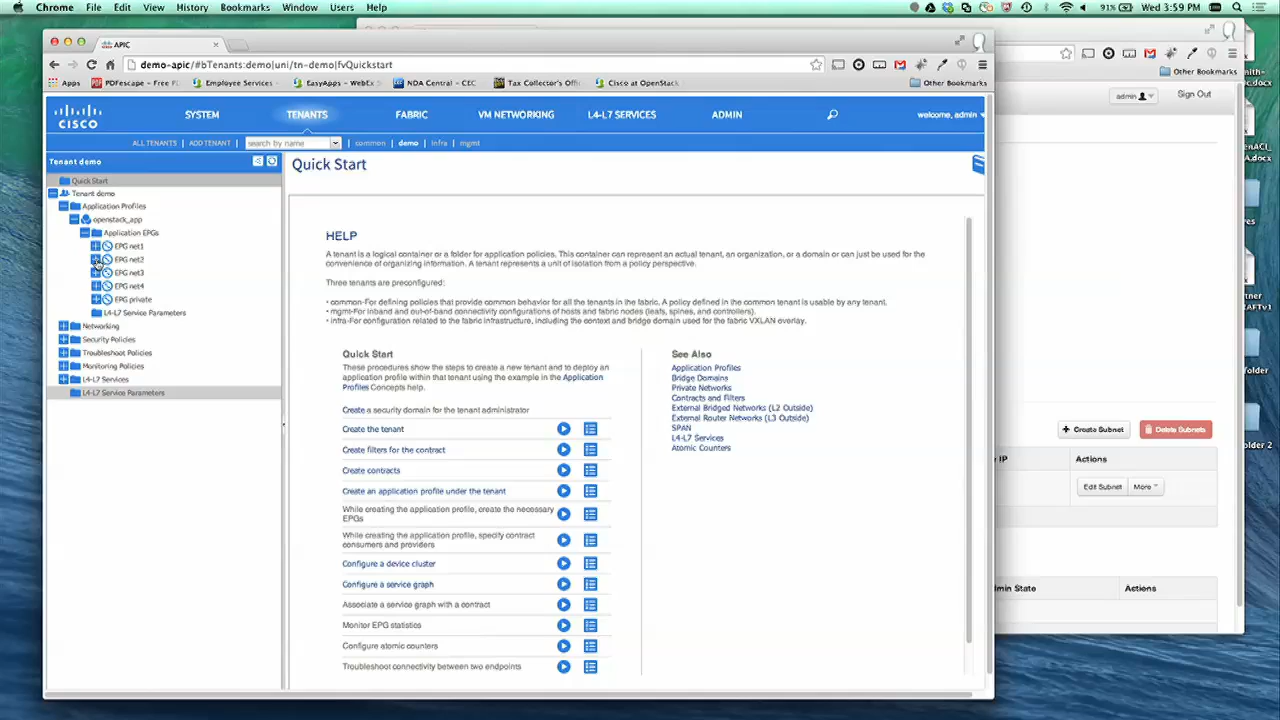 Chrome File Edit View History Bookmarks Window Users Help
91% Wed 3:59 PM
APIC
demo-apic/#bTenants:demo|uni/tn-demo|fvQuickstart
Apps PDFescape – Free P Employee Services EasyApps – WebEx NDA Central – CEC Tax Collector's Offi Cisco at OpenStack Other Bookmarks
Other Bookmarks
CISCO
SYSTEM TENANTS FABRIC VM NETWORKING L4-L7 SERVICES ADMIN welcome, admin
admin Sign Out
ALL TENANTS ADD TENANT search by name common demo infra mgmt
Tenant demo
Quick Start
Tenant demo
Application Profiles
openstack_app
Application EPGs
EPG net1
EPG net2
EPG net3
EPG net4
EPG private
L4-L7 Service Parameters
Networking
Security Policies
Troubleshoot Policies
Monitoring Policies
L4-L7 Services
L4-L7 Service Parameters
Quick Start
HELP
A tenant is a logical container or a folder for application policies. This container can represent an actual tenant, an organization, or a domain or can just be used for the
convenience of organizing information. A tenant represents a unit of isolation from a policy perspective.
Three tenants are preconfigured:
• common-For defining policies that provide common behavior for all the tenants in the fabric. A policy defined in the common tenant is usable by any tenant.
• mgmt-For inband and out-of-band connectivity configurations of hosts and fabric nodes (leafs, spines, and controllers).
• infra-For configuration related to the fabric infrastructure, including the context and bridge domain used for the fabric VXLAN overlay.
Quick Start
These procedures show the steps to create a new tenant and to deploy an
application profile within that tenant using the example in the Application
Profiles Concepts help.
Create a security domain for the tenant administrator
Create the tenant
Create filters for the contract
Create contracts
Create an application profile under the tenant
While creating the application profile, create the necessary
EPGs
While creating the application profile, specify contract
consumers and providers
Configure a device cluster
Configure a service graph
Associate a service graph with a contract
Monitor EPG statistics
Configure atomic counters
Troubleshoot connectivity between two endpoints
See Also
Application Profiles
Bridge Domains
Private Networks
Contracts and Filters
External Bridged Networks (L2 Outside)
External Router Networks (L3 Outside)
SPAN
L4-L7 Services
Atomic Counters
+ Create Subnet Delete Subnets
IP Actions
Edit Subnet More
Actions
.docx
folder
older 2